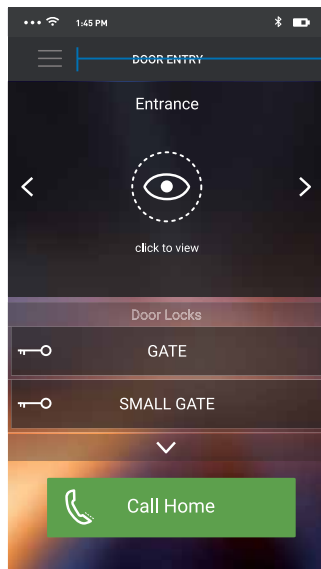 1:45 PM
DOOR ENTRY
Entrance
click to view
Door Locks
GATE
SMALL GATE
Call Home